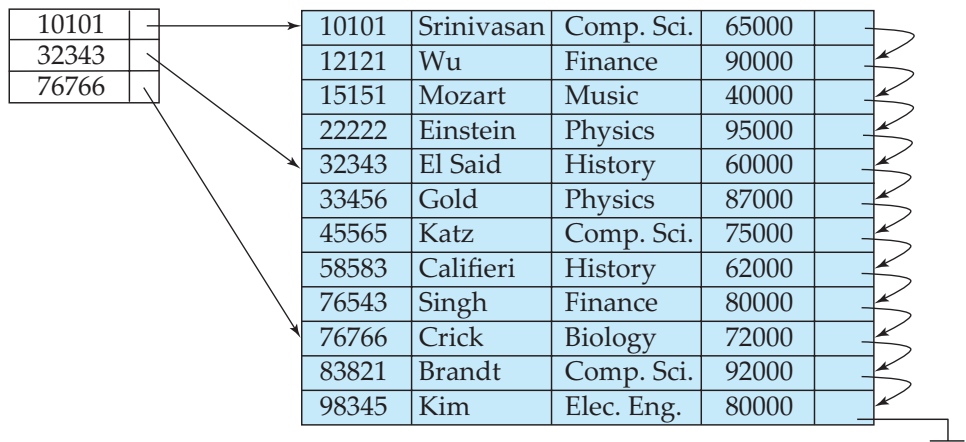 10101
32343
76766
10101 Srinivasan Comp. Sci. 65000
12121 Wu Finance 90000
15151 Mozart Music 40000
22222 Einstein Physics 95000
32343 El Said History 60000
33456 Gold Physics 87000
45565 Katz Comp. Sci. 75000
58583 Califieri History 62000
76543 Singh Finance 80000
76766 Crick Biology 72000
83821 Brandt Comp. Sci. 92000
98345 Kim Elec. Eng. 80000